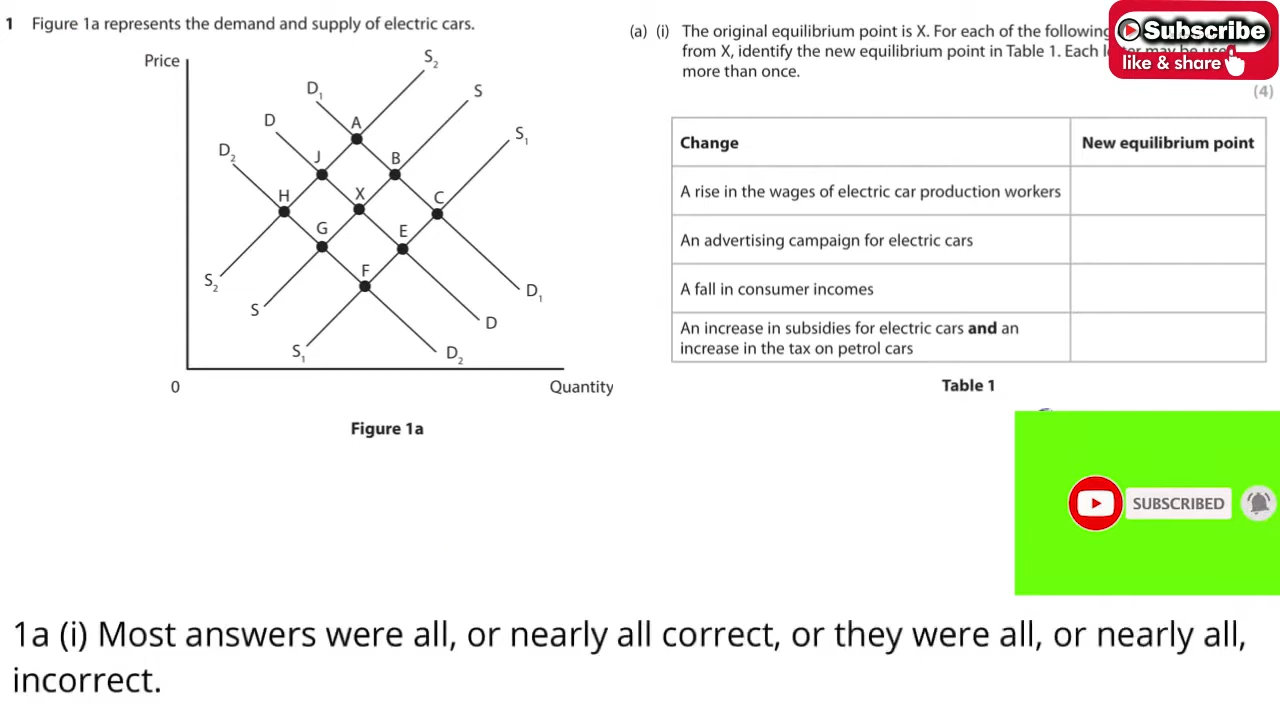 1 Figure 1a represents the demand and supply of electric cars.
Price
S2
D1
S
D
A
S1
D2
J
B
H
X
C
G
E
F
S2
S
D1
D
S1
D2
0
Quantity
Figure 1a
(a) (i) The original equilibrium point is X. For each of the following
from X, identify the new equilibrium point in Table 1. Each letter may be used
more than once.
(4)
Subscribe
like & share
Change New equilibrium point
A rise in the wages of electric car production workers
An advertising campaign for electric cars
A fall in consumer incomes
An increase in subsidies for electric cars and an
increase in the tax on petrol cars
Table 1
SUBSCRIBED
1a (i) Most answers were all, or nearly all correct, or they were all, or nearly all,
incorrect.